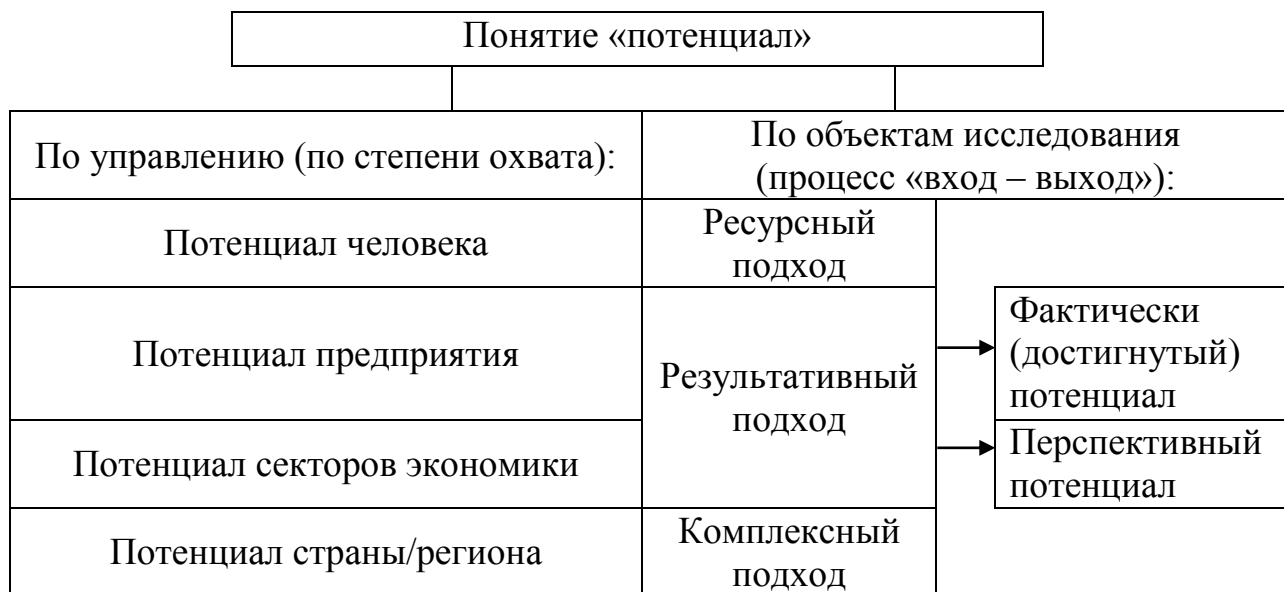 Понятие «потенциал»
По управлению (по степени охвата):
По объектам исследования
(процесс «вход – выход»):
Потенциал человека
Ресурсный
подход
Потенциал предприятия
Результативный
подход
Фактически
(достигнутый)
потенциал
Потенциал секторов экономики
Перспективный
потенциал
Потенциал страны/региона
Комплексный
подход